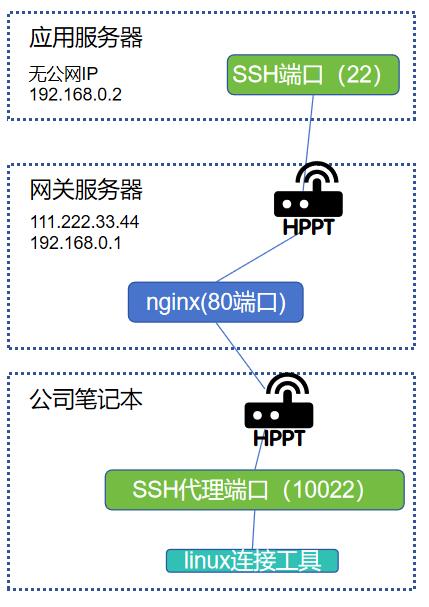 应用服务器
无公网IP
192.168.0.2
SSH端口（22）
网关服务器
111.222.33.44
192.168.0.1
HPPT
nginx(80端口)
公司笔记本
HPPT
SSH代理端口（10022）
linux连接工具